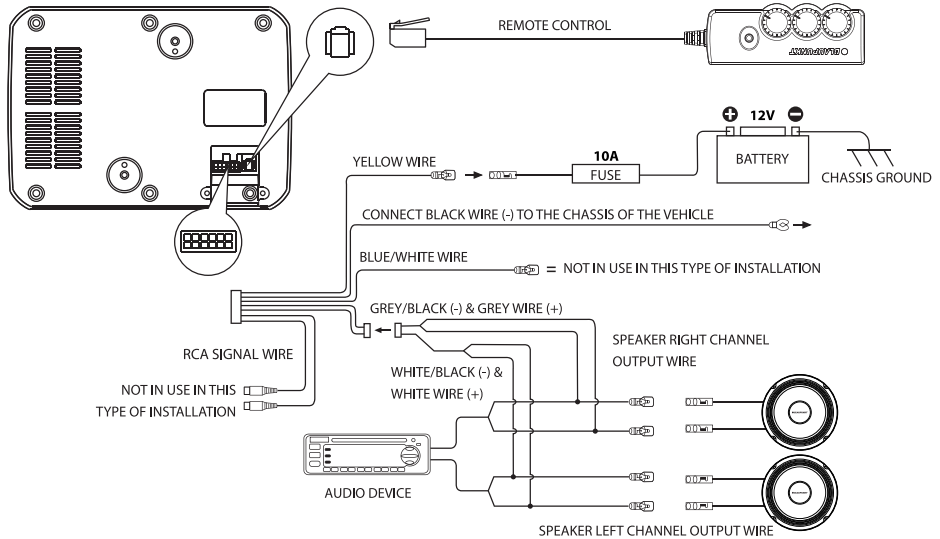 REMOTE CONTROL
BLAUPUNKT
12V
10A
YELLOW WIRE
FUSE
BATTERY
CHASSIS GROUND
CONNECT BLACK WIRE (-) TO THE CHASSIS OF THE VEHICLE
BLUE/WHITE WIRE
= NOT IN USE IN THIS TYPE OF INSTALLATION
GREY/BLACK (-) & GREY WIRE (+)
SPEAKER RIGHT CHANNEL
OUTPUT WIRE
RCA SIGNAL WIRE
WHITE/BLACK (-) &
WHITE WIRE (+)
NOT IN USE IN THIS
TYPE OF INSTALLATION
AUDIO DEVICE
SPEAKER LEFT CHANNEL OUTPUT WIRE